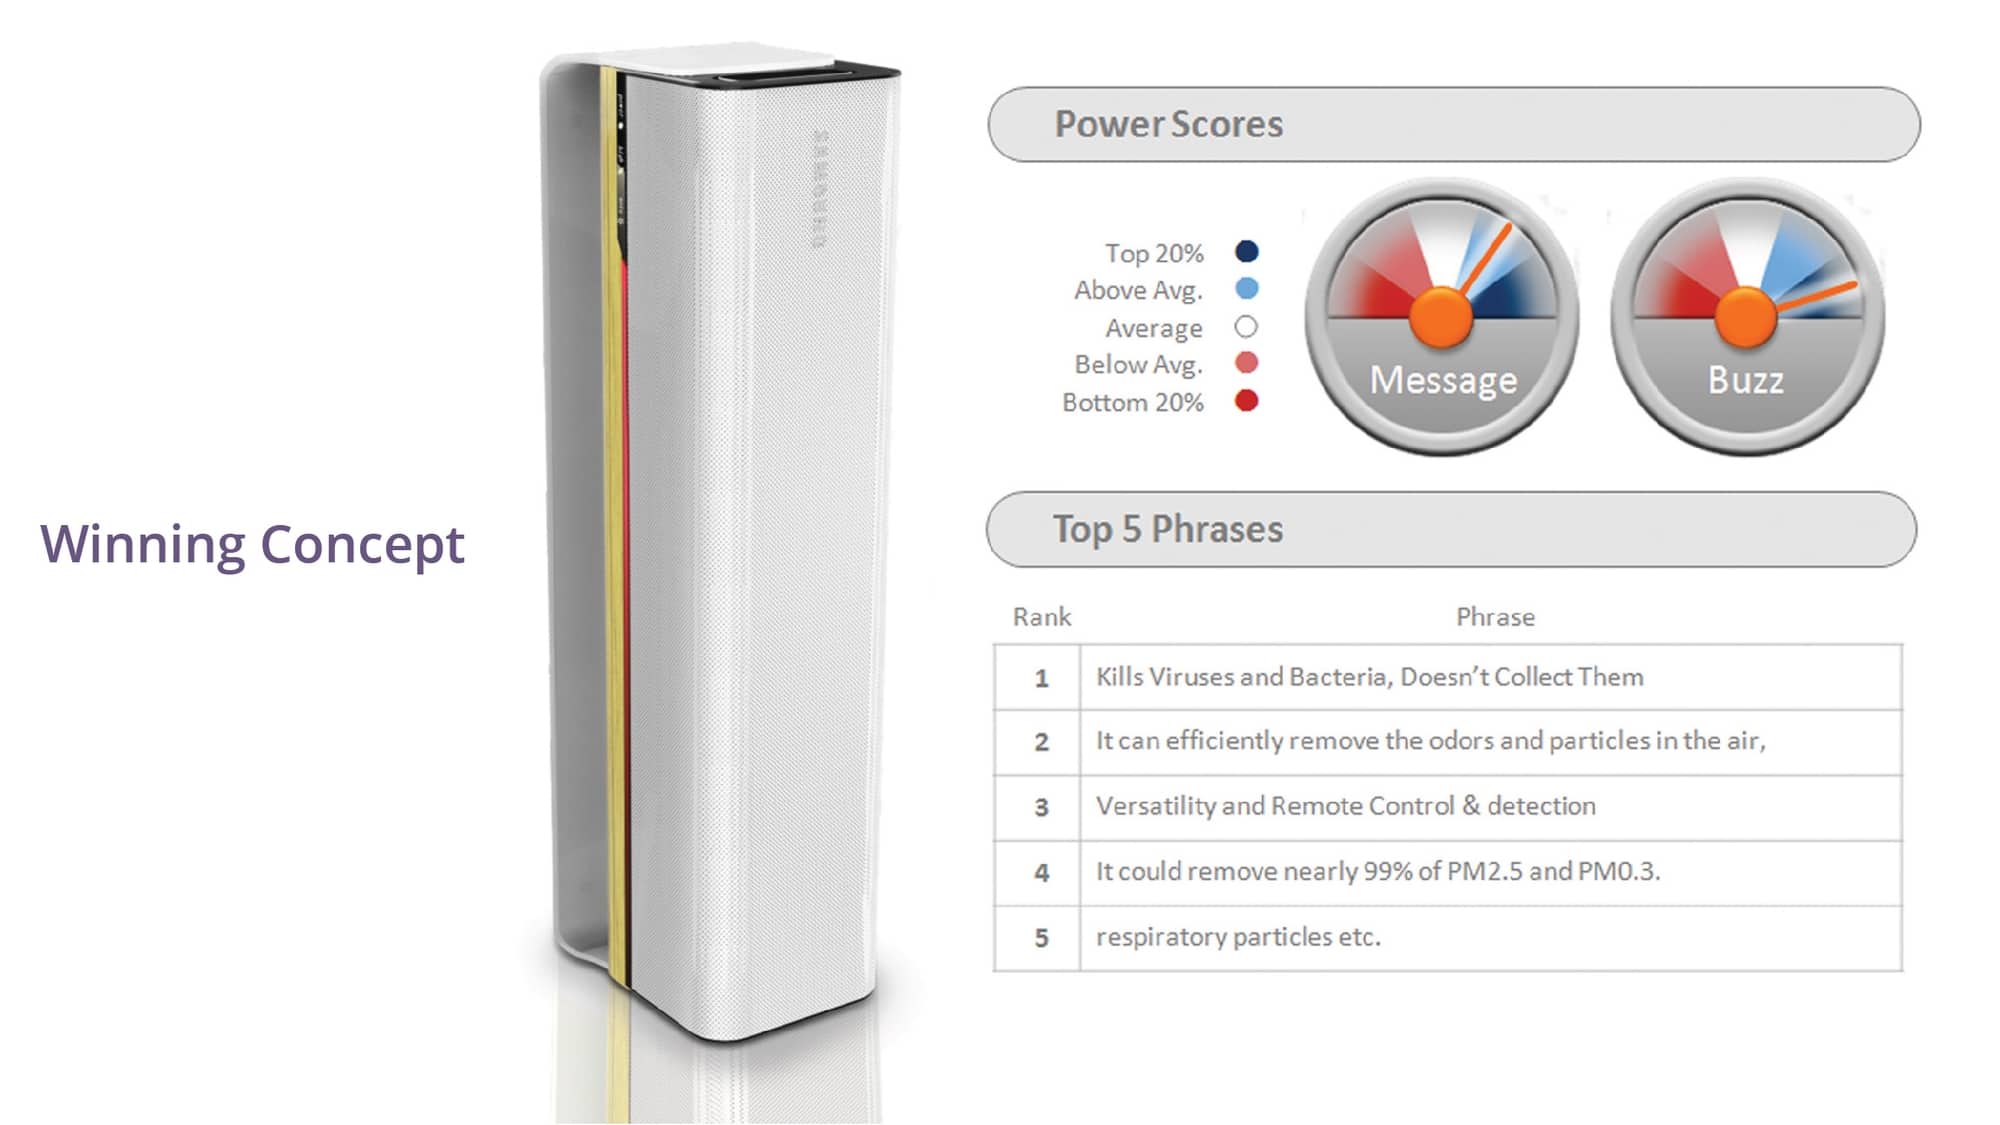 Winning Concept
Power Scores
Top 20%
Above Avg.
Average
Below Avg.
Bottom 20%
Message
Buzz
Top 5 Phrases
Rank Phrase
1 Kills Viruses and Bacteria, Doesn’t Collect Them
2 It can efficiently remove the odors and particles in the air,
3 Versatility and Remote Control & detection
4 It could remove nearly 99% of PM2.5 and PM0.3.
5 respiratory particles etc.